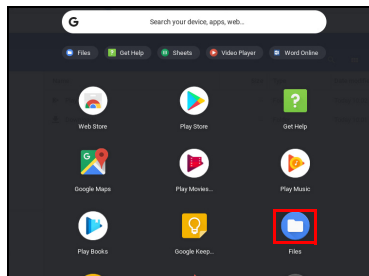 G Search your device, apps, web...
Files Get Help Sheets Video Player Word Online
Web Store Play Store Get Help
Google Maps Play Movies... Play Music
Play Books Google Keep... Files